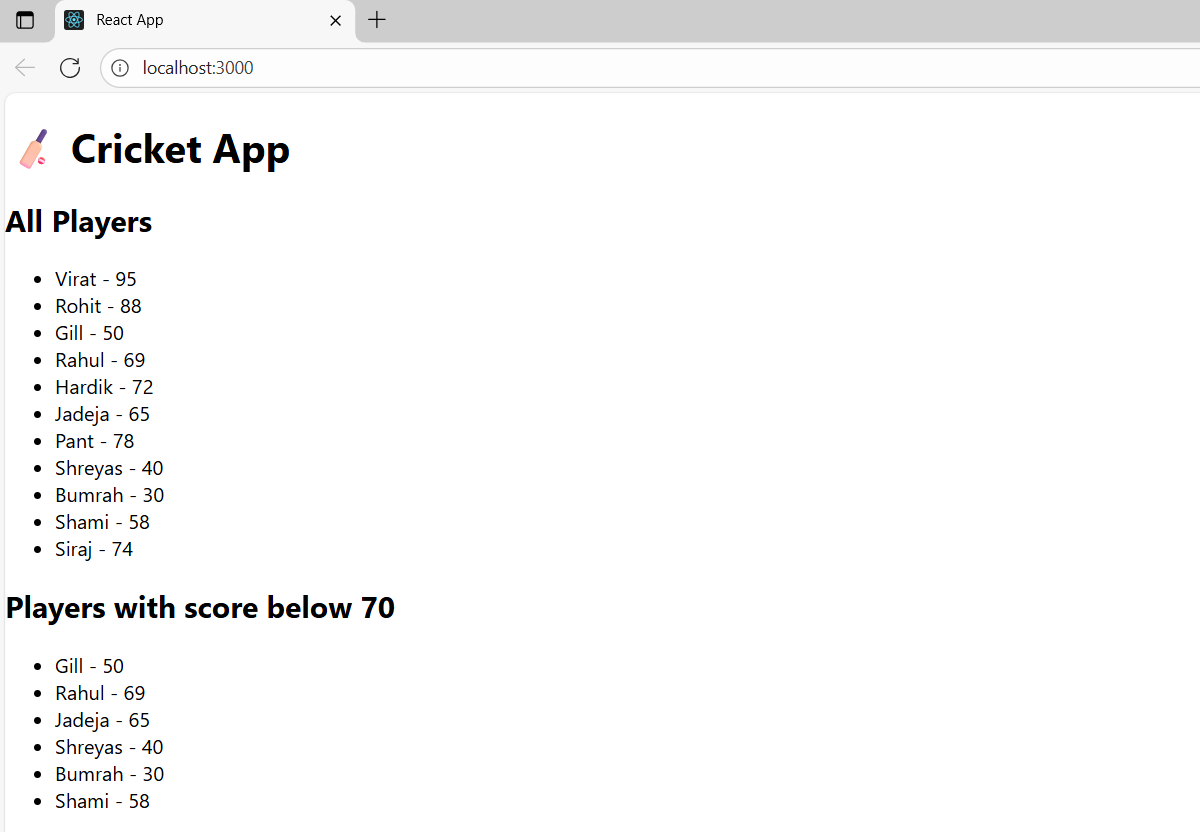 React App
localhost:3000
Cricket App
All Players
Virat - 95
Rohit - 88
Gill - 50
Rahul - 69
Hardik - 72
Jadeja - 65
Pant - 78
Shreyas - 40
Bumrah - 30
Shami - 58
Siraj - 74
Players with score below 70
Gill - 50
Rahul - 69
Jadeja - 65
Shreyas - 40
Bumrah - 30
Shami - 58